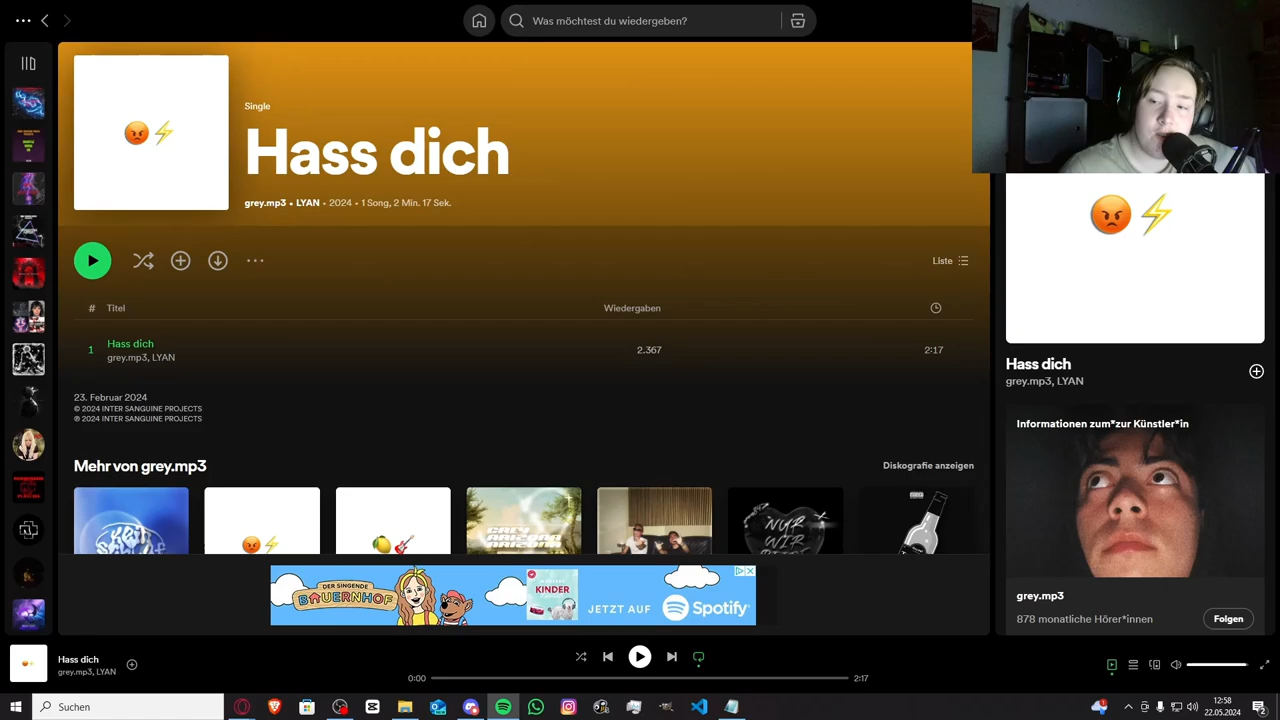 Was möchtest du wiedergeben?
Single
Hass dich
grey.mp3 • LYAN • 2024 • 1 Song, 2 Min. 17 Sek.
Liste
# Titel Wiedergaben
1 Hass dich 2.367 2:17
grey.mp3, LYAN
23. Februar 2024
© 2024 INTER SANGUINE PROJECTS
℗ 2024 INTER SANGUINE PROJECTS
Mehr von grey.mp3
Diskografie anzeigen
GREY
ARIZONA
NUR
WIR
DER SINGENDE
BAUERNHOF
KINDER
JETZT AUF Spotify
Hass dich
grey.mp3, LYAN
Informationen zum*zur Künstler*in
grey.mp3
878 monatliche Hörer*innen
Folgen
Hass dich
grey.mp3, LYAN
0:00
2:17
Suchen
12:58
22.05.2024